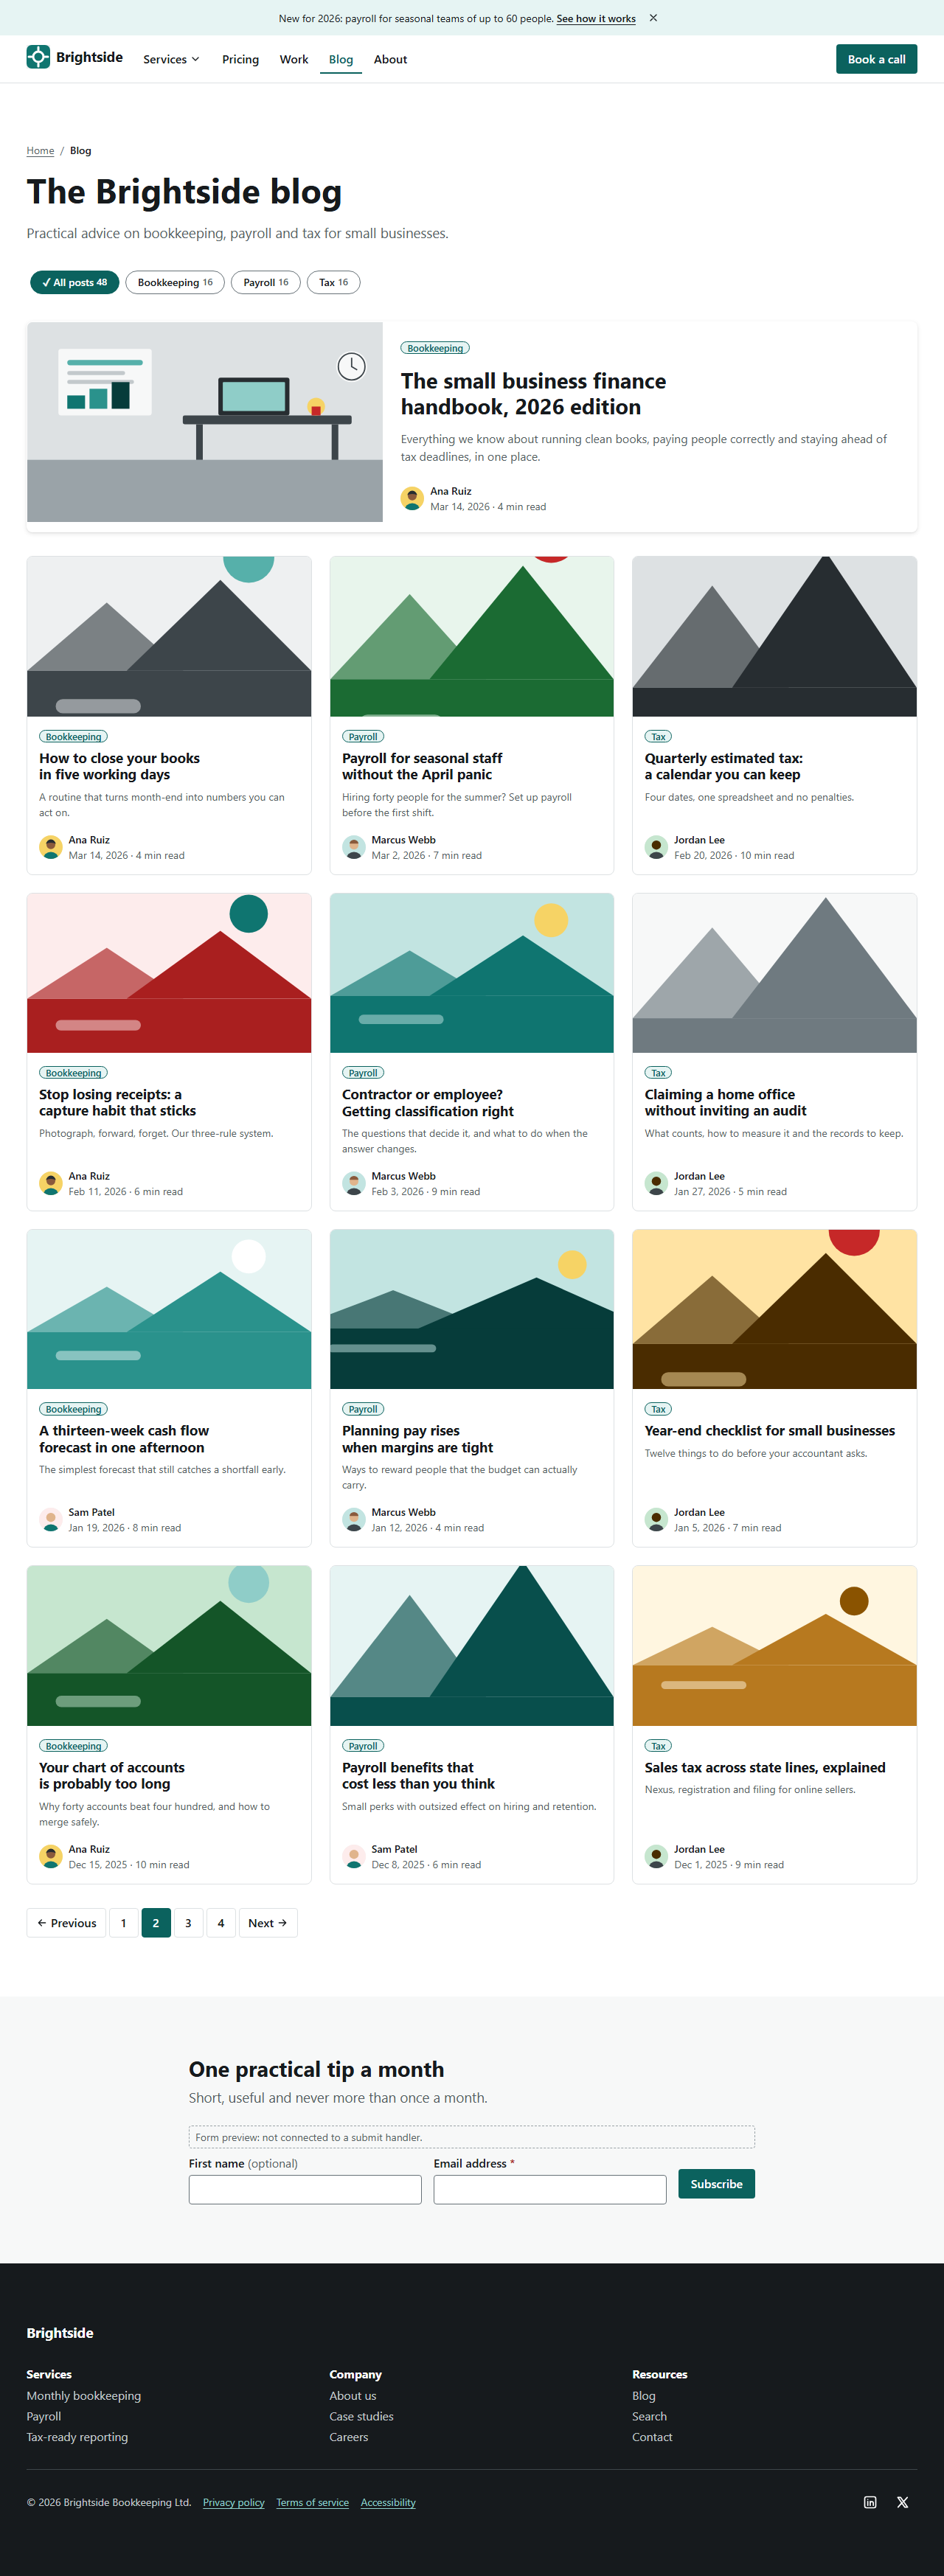 New for 2026: payroll for seasonal teams of up to 60 people. See how it works ×
Brightside Services Pricing Work Blog About Book a call
Home / Blog
The Brightside blog
Practical advice on bookkeeping, payroll and tax for small businesses.
✓ All posts 48 Bookkeeping 16 Payroll 16 Tax 16
Bookkeeping
The small business finance
handbook, 2026 edition
Everything we know about running clean books, paying people correctly and staying ahead of
tax deadlines, in one place.
Ana Ruiz
Mar 14, 2026 · 4 min read
Bookkeeping
How to close your books
in five working days
A routine that turns month-end into numbers you can
act on.
Ana Ruiz
Mar 14, 2026 · 4 min read
Payroll
Payroll for seasonal staff
without the April panic
Hiring forty people for the summer? Set up payroll
before the first shift.
Marcus Webb
Mar 2, 2026 · 7 min read
Tax
Quarterly estimated tax:
a calendar you can keep
Four dates, one spreadsheet and no penalties.
Jordan Lee
Feb 20, 2026 · 10 min read
Bookkeeping
Stop losing receipts: a
capture habit that sticks
Photograph, forward, forget. Our three-rule system.
Ana Ruiz
Feb 11, 2026 · 6 min read
Payroll
Contractor or employee?
Getting classification right
The questions that decide it, and what to do when the
answer changes.
Marcus Webb
Feb 3, 2026 · 9 min read
Tax
Claiming a home office
without inviting an audit
What counts, how to measure it and the records to keep.
Jordan Lee
Jan 27, 2026 · 5 min read
Bookkeeping
A thirteen-week cash flow
forecast in one afternoon
The simplest forecast that still catches a shortfall early.
Sam Patel
Jan 19, 2026 · 8 min read
Payroll
Planning pay rises
when margins are tight
Ways to reward people that the budget can actually
carry.
Marcus Webb
Jan 12, 2026 · 4 min read
Tax
Year-end checklist for small businesses
Twelve things to do before your accountant asks.
Jordan Lee
Jan 5, 2026 · 7 min read
Bookkeeping
Your chart of accounts
is probably too long
Why forty accounts beat four hundred, and how to
merge safely.
Ana Ruiz
Dec 15, 2025 · 10 min read
Payroll
Payroll benefits that
cost less than you think
Small perks with outsized effect on hiring and retention.
Sam Patel
Dec 8, 2025 · 6 min read
Tax
Sales tax across state lines, explained
Nexus, registration and filing for online sellers.
Jordan Lee
Dec 1, 2025 · 9 min read
← Previous 1 2 3 4 Next →
One practical tip a month
Short, useful and never more than once a month.
Form preview: not connected to a submit handler.
First name (optional)
Email address *
Subscribe
Brightside
Services
Monthly bookkeeping
Payroll
Tax-ready reporting
Company
About us
Case studies
Careers
Resources
Blog
Search
Contact
© 2026 Brightside Bookkeeping Ltd. Privacy policy Terms of service Accessibility